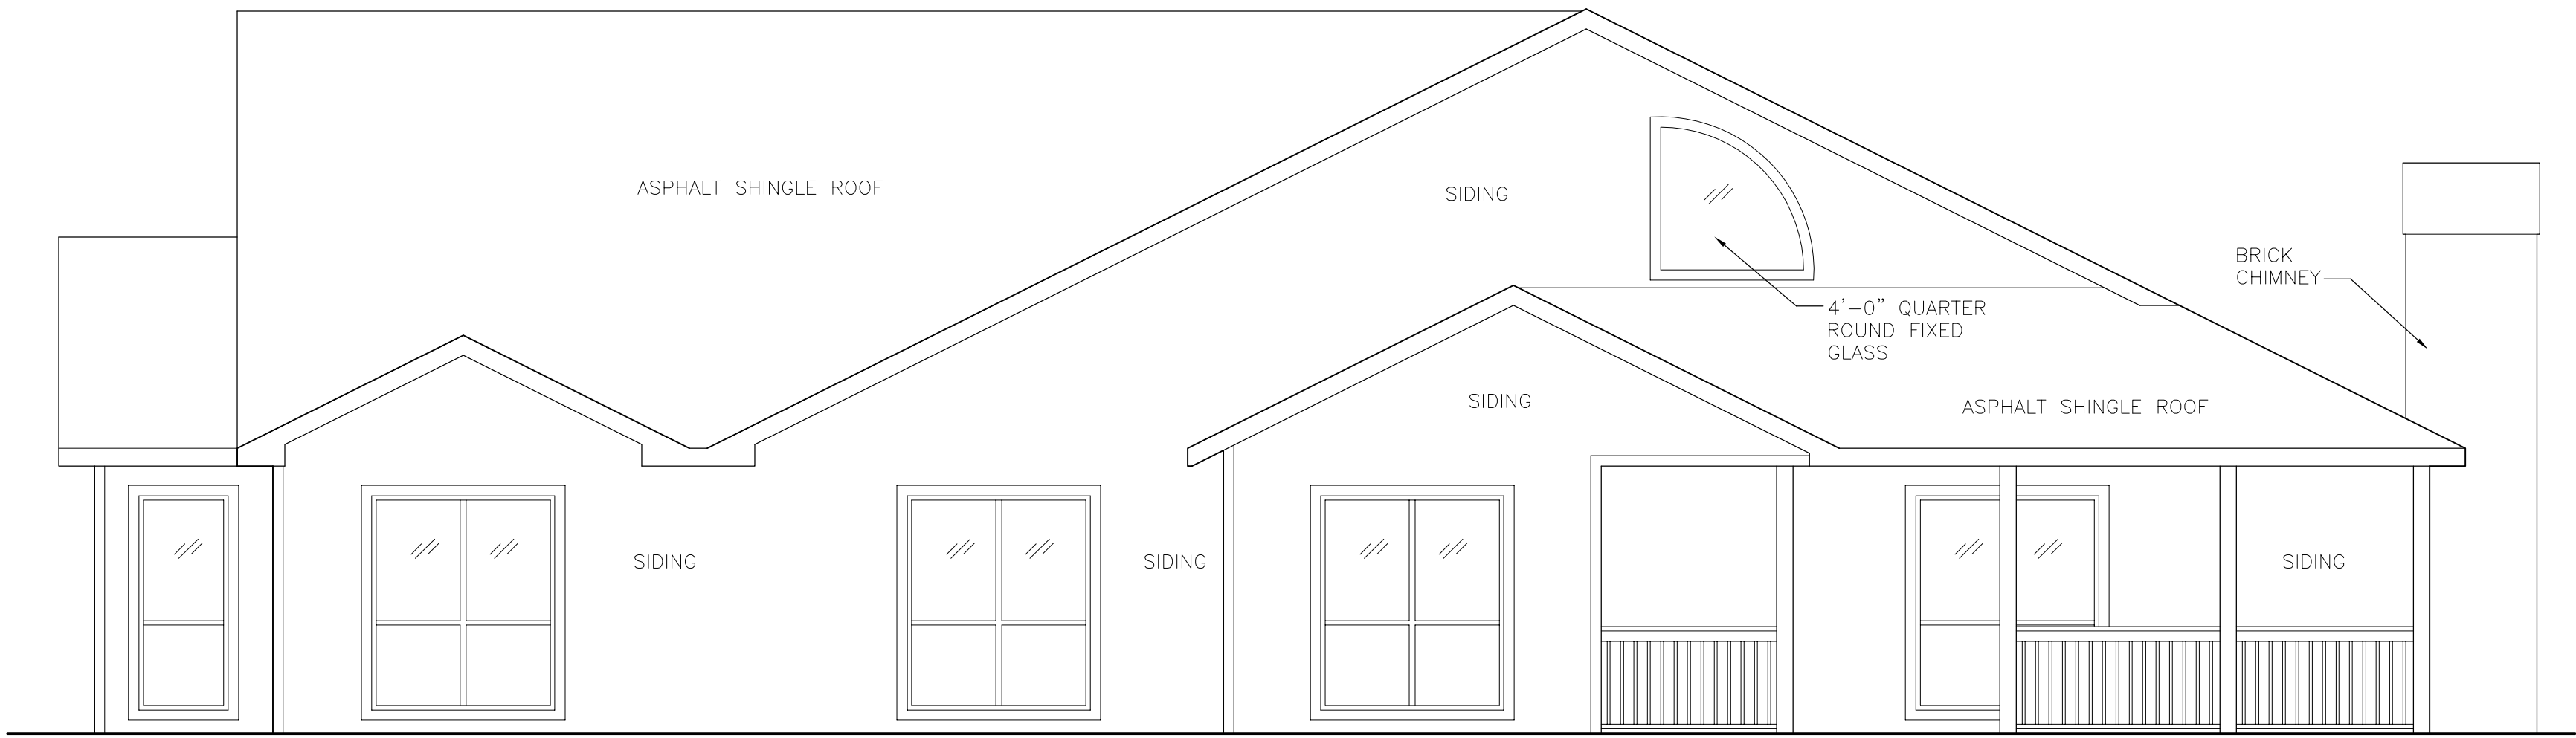 ASPHALT SHINGLE ROOF
SIDING
BRICK
CHIMNEY
4'-0" QUARTER
ROUND FIXED
GLASS
SIDING
ASPHALT SHINGLE ROOF
SIDING
SIDING
SIDING